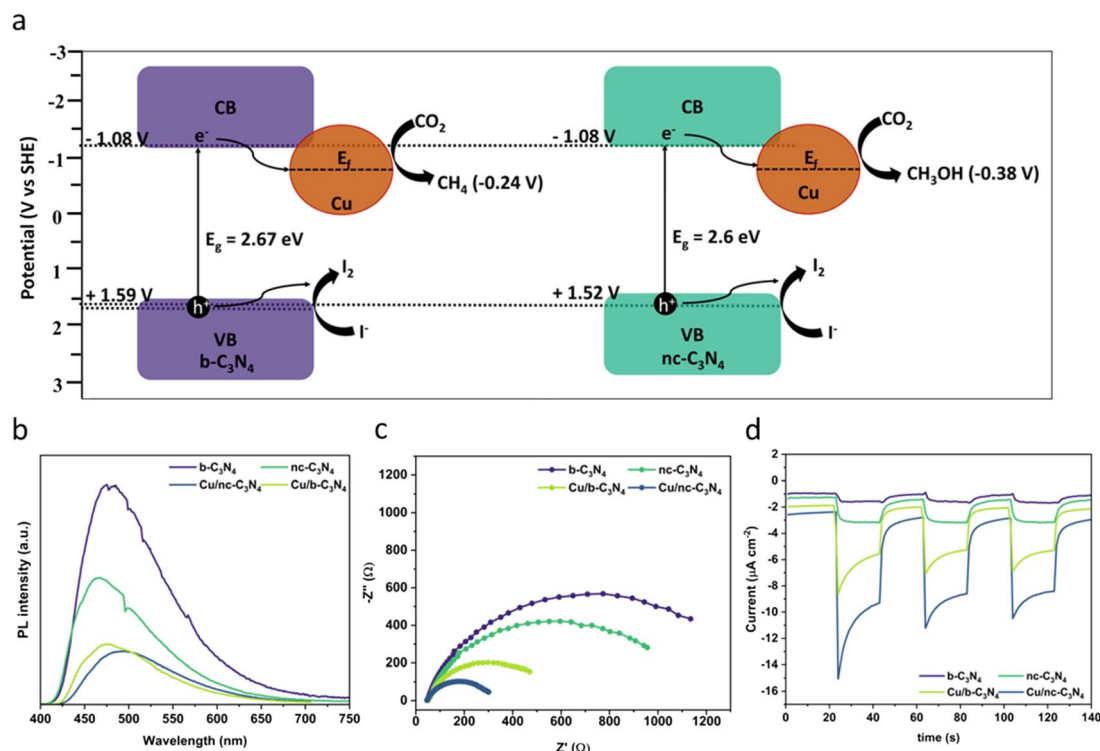 a
-3
-2
-1
0
1
2
3
Potential (V vs SHE)
CB
e⁻
- 1.08 V
E_f
Cu
CO₂
CH₄ (-0.24 V)
E_g = 2.67 eV
+ 1.59 V
h⁺
I₂
I⁻
VB
b-C₃N₄
CB
e⁻
- 1.08 V
E_f
Cu
CO₂
CH₃OH (-0.38 V)
E_g = 2.6 eV
+ 1.52 V
h⁺
I₂
I⁻
VB
nc-C₃N₄
b
PL intensity (a.u.)
b-C₃N₄ nc-C₃N₄
Cu/nc-C₃N₄ Cu/b-C₃N₄
400 450 500 550 600 650 700 750
Wavelength (nm)
c
-Z'' (Ω)
1200
1000
800
600
400
200
0
b-C₃N₄ nc-C₃N₄
Cu/b-C₃N₄ Cu/nc-C₃N₄
0 200 400 600 800 1000 1200
Z' (Ω)
d
Current (µA cm⁻²)
2
0
-2
-4
-6
-8
-10
-12
-14
-16
b-C₃N₄ nc-C₃N₄
Cu/b-C₃N₄ Cu/nc-C₃N₄
0 20 40 60 80 100 120 140
time (s)